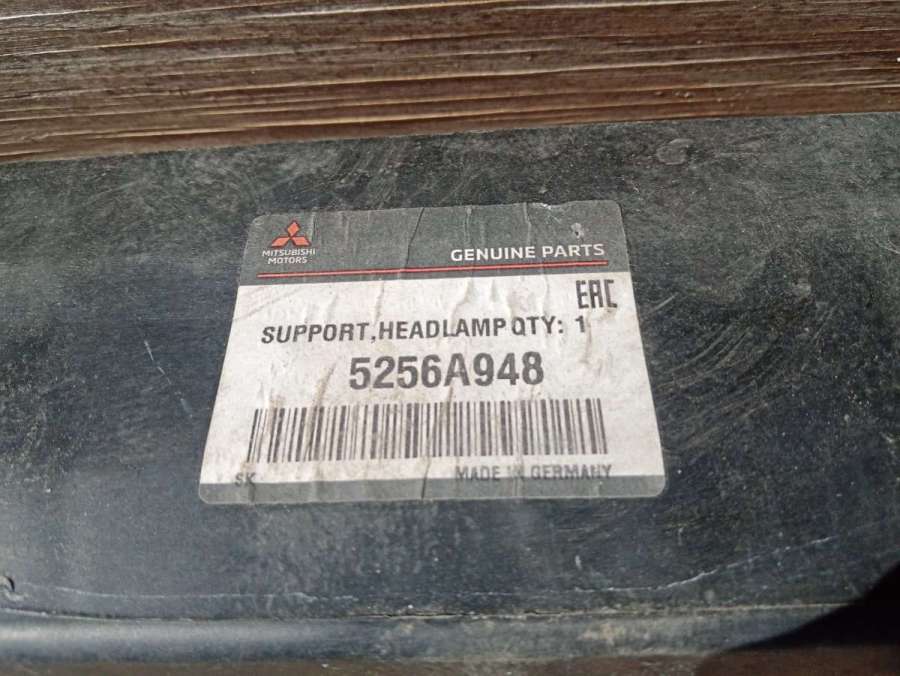 MITSUBISHI
MOTORS
GENUINE PARTS
EAC
SUPPORT,HEADLAMP QTY: 1
5256A948
SK
MADE IN GERMANY